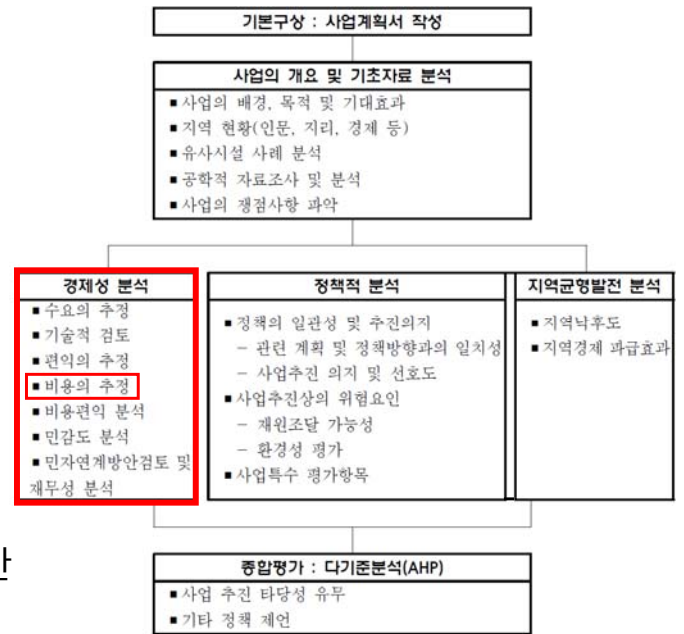 기본구상 : 사업계획서 작성
사업의 개요 및 기초자료 분석
■ 사업의 배경, 목적 및 기대효과
■ 지역 현황(인문, 지리, 경제 등)
■ 유사시설 사례 분석
■ 공학적 자료조사 및 분석
■ 사업의 쟁점사항 파악
경제성 분석
■ 수요의 추정
■ 기술적 검토
■ 편익의 추정
■ 비용의 추정
■ 비용편익 분석
■ 민감도 분석
■ 민자연계방안검토 및
재무성 분석
정책적 분석
■ 정책의 일관성 및 추진의지
– 관련 계획 및 정책방향과의 일치성
– 사업추진 의지 및 선호도
■ 사업추진상의 위험요인
– 재원조달 가능성
– 환경성 평가
■ 사업특수 평가항목
지역균형발전 분석
■ 지역낙후도
■ 지역경제 파급효과
종합평가 : 다기준분석(AHP)
■ 사업 추진 타당성 유무
■ 기타 정책 제언